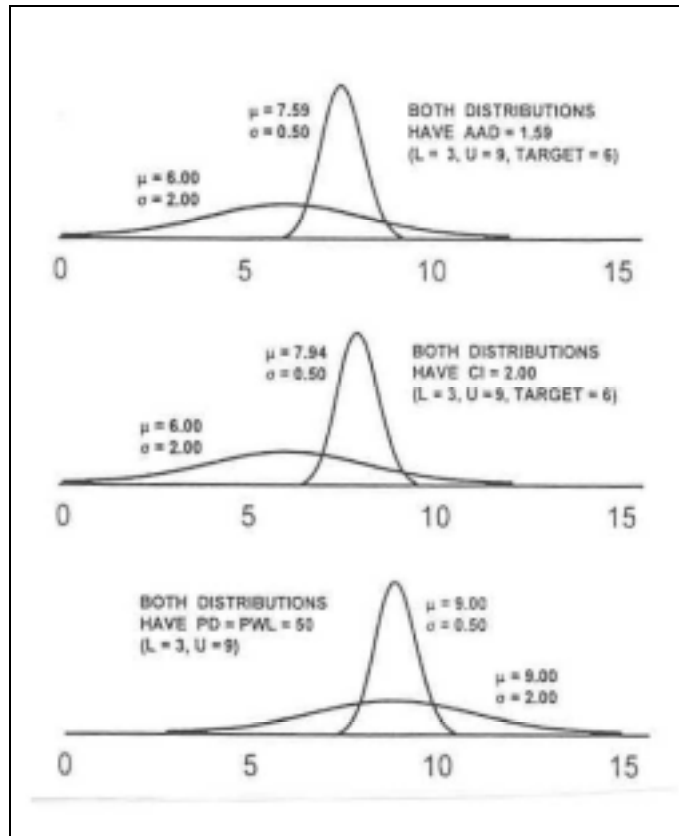 μ = 7.59
σ = 0.50
BOTH DISTRIBUTIONS
HAVE AAD = 1.59
(L = 3, U = 9, TARGET = 6)
μ = 6.00
σ = 2.00
0 5 10 15
μ = 7.94
σ = 0.50
BOTH DISTRIBUTIONS
HAVE CI = 2.00
(L = 3, U = 9, TARGET = 6)
μ = 6.00
σ = 2.00
0 5 10 15
BOTH DISTRIBUTIONS
HAVE PD = PWL = 50
(L = 3, U = 9)
μ = 9.00
σ = 0.50
μ = 9.00
σ = 2.00
0 5 10 15